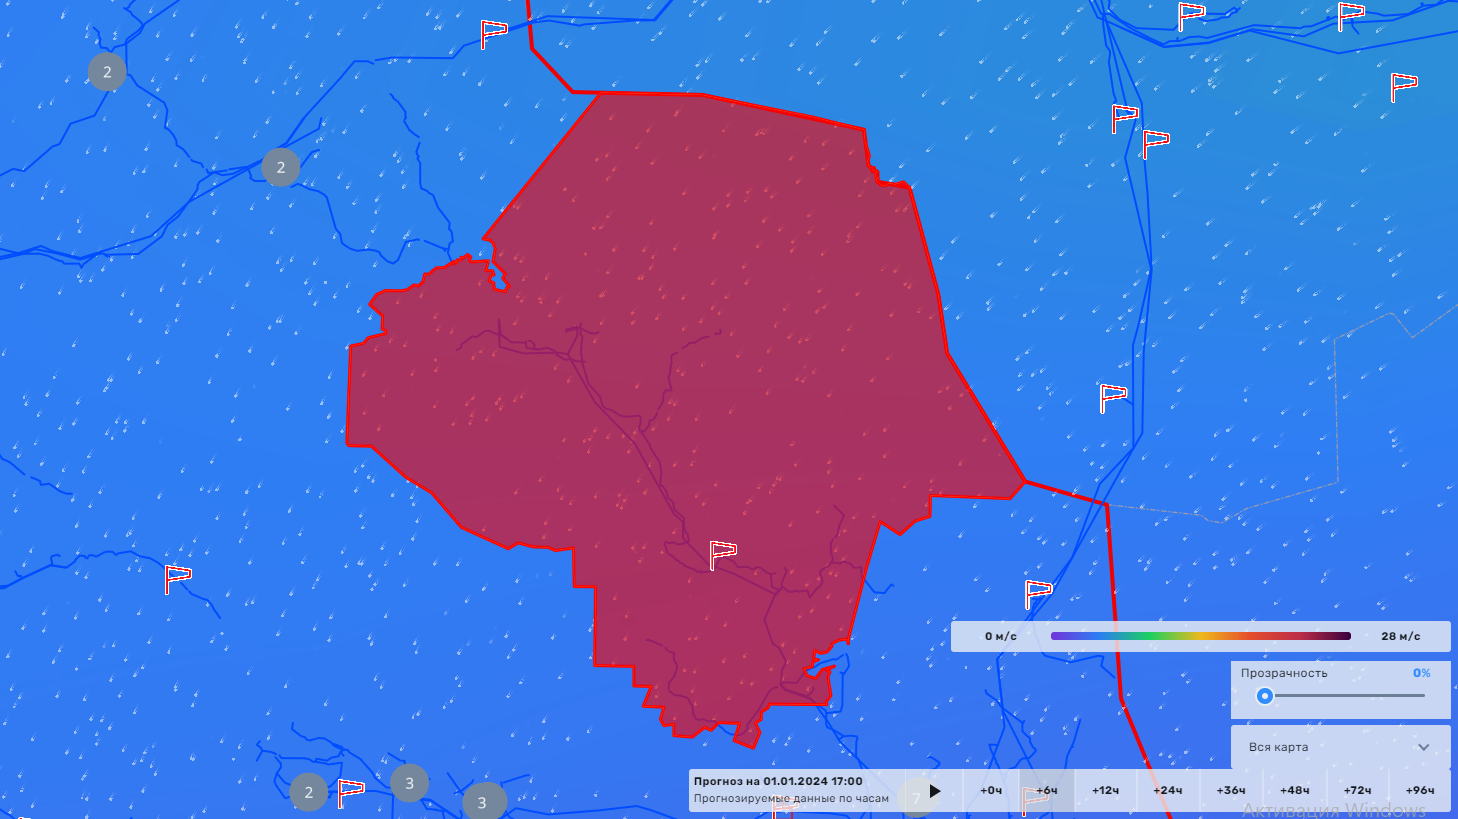 2
2
0 м/с
28 м/с
Прозрачность
0%
Вся карта
Прогноз на 01.01.2024 17:00
Прогнозируемые данные по часам
+0ч
+6ч
+12ч
+24ч
+36ч
+48ч
+72ч
+96ч
2
3
3
7
Активация Windows